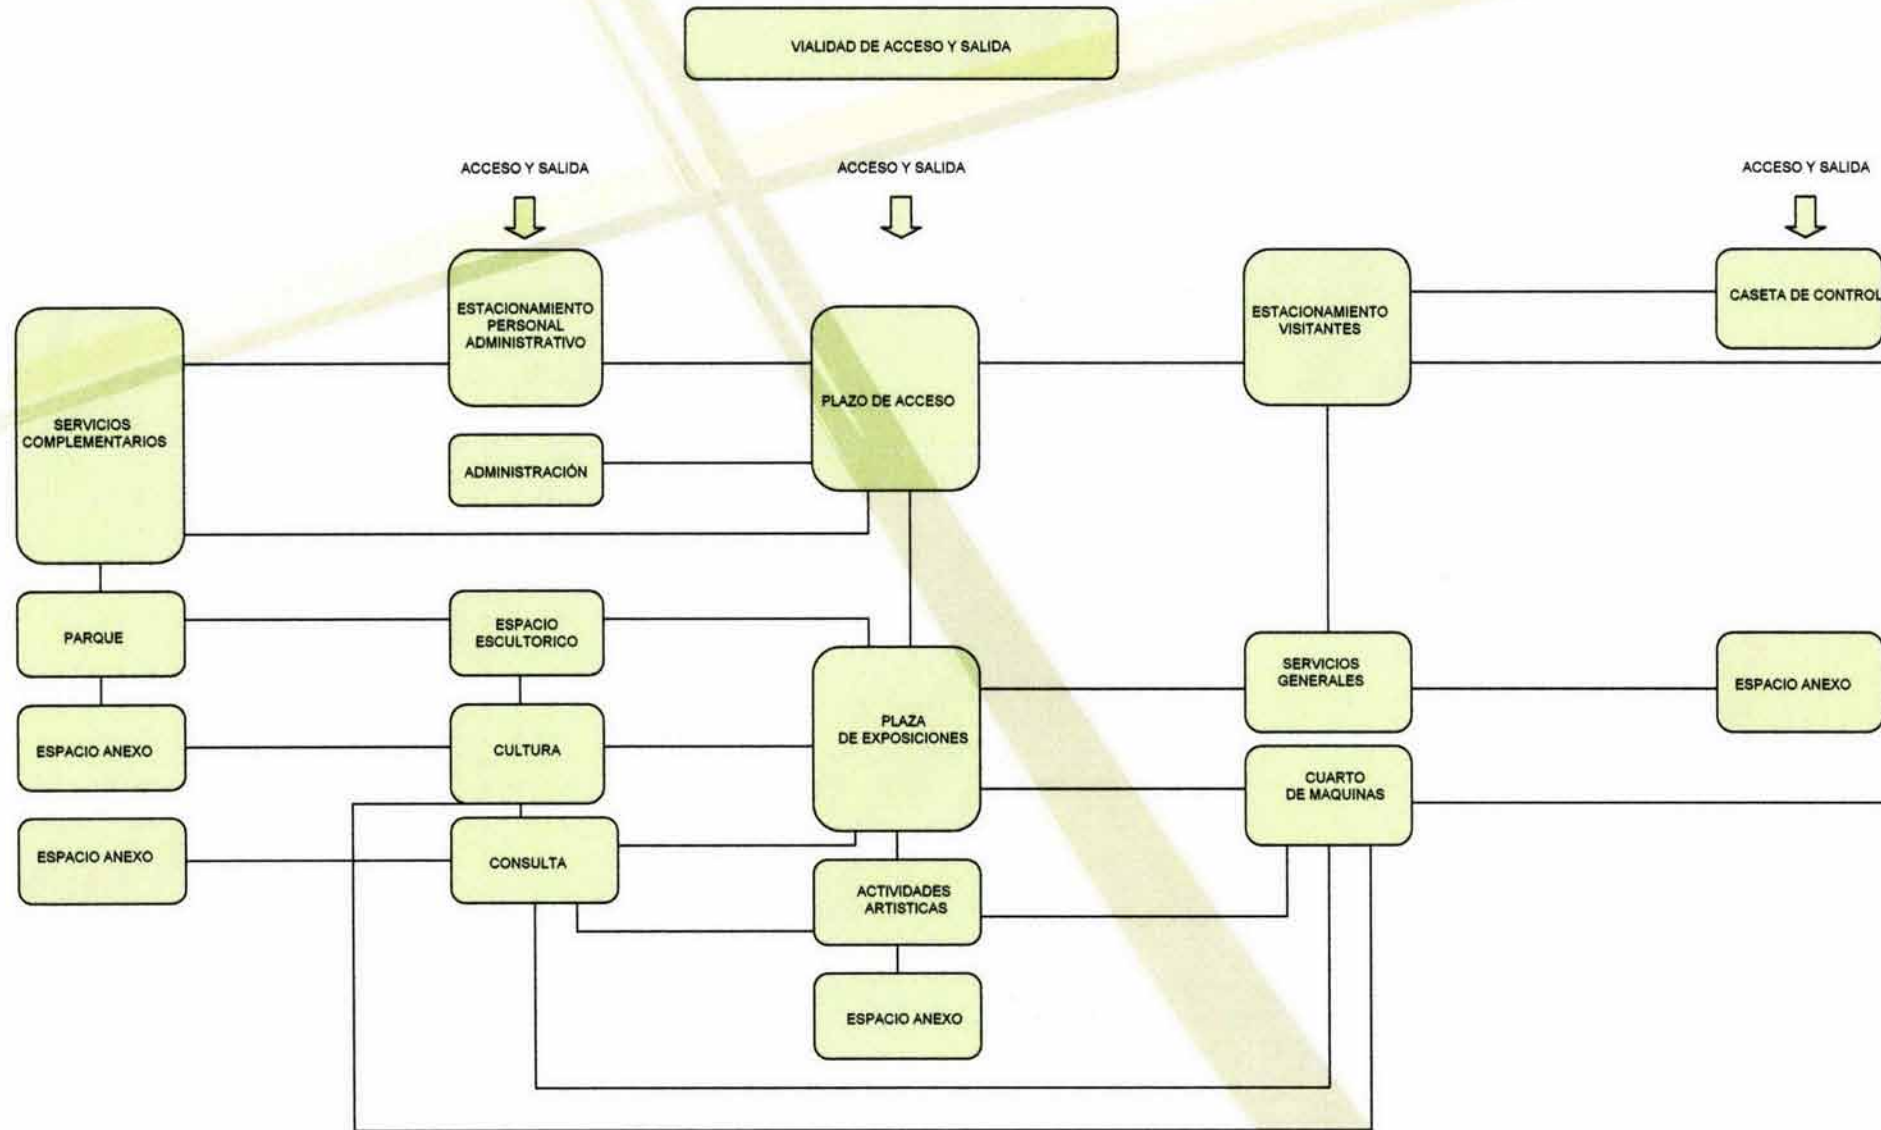 VIALIDAD DE ACCESO Y SALIDA
ACCESO Y SALIDA
ACCESO Y SALIDA
ACCESO Y SALIDA
ESTACIONAMIENTO
PERSONAL
ADMINISTRATIVO
ESTACIONAMIENTO
VISITANTES
CASETA DE CONTROL
SERVICIOS
COMPLEMENTARIOS
PLAZO DE ACCESO
ADMINISTRACIÓN
PARQUE
ESPACIO
ESCULTORICO
SERVICIOS
GENERALES
ESPACIO ANEXO
ESPACIO ANEXO
CULTURA
PLAZA
DE EXPOSICIONES
CUARTO
DE MAQUINAS
ESPACIO ANEXO
CONSULTA
ACTIVIDADES
ARTISTICAS
ESPACIO ANEXO